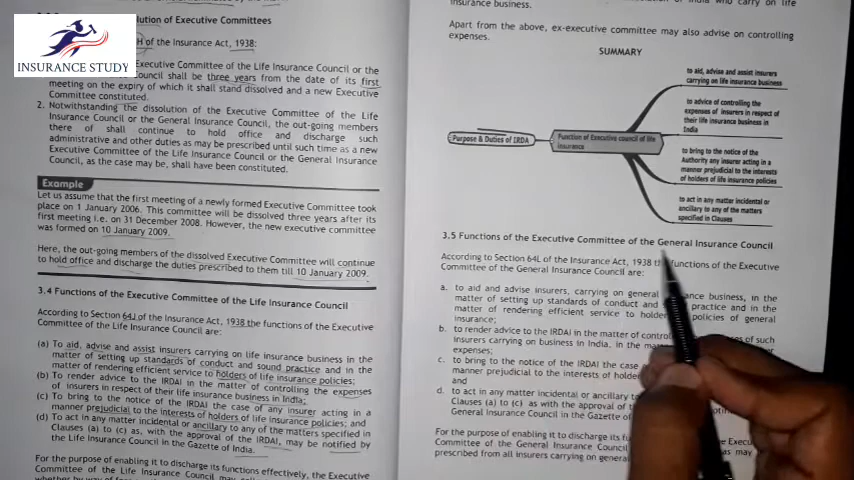 INSURANCE STUDY
olution of Executive Committees
H of the Insurance Act, 1938:
Executive Committee of the Life Insurance Council or the
Council shall be three years from the date of its first
meeting on the expiry of which it shall stand dissolved and a new Executive
Committee constituted.
2. Notwithstanding the dissolution of the Executive Committee of the Life
Insurance Council or the General Insurance Council, the out-going members
there of shall continue to hold office and discharge such
administrative and other duties as may be prescribed until such time as a new
Executive Committee of the Life Insurance Council or the General Insurance
Council, as the case may be, shall have been constituted.
Example
Let us assume that the first meeting of a newly formed Executive Committee took
place on 1 January 2006. This committee will be dissolved three years after its
first meeting i.e. on 31 December 2008. However, the new executive committee
was formed on 10 January 2009.
Here, the out-going members of the dissolved Executive Committee will continue
to hold office and discharge the duties prescribed to them till 10 January 2009.
3.4 Functions of the Executive Committee of the Life Insurance Council
According to Section 64J of the Insurance Act, 1938 the functions of the Executive
Committee of the Life Insurance Council are:
(a) To aid, advise and assist insurers carrying on life insurance business in the
matter of setting up standards of conduct and sound practice and in the
matter of rendering efficient service to holders of life insurance policies;
(b) To render advice to the IRDAI in the matter of controlling the expenses
of insurers in respect of their life insurance business in India;
(c) To bring to the notice of the IRDAI the case of any insurer acting in a
manner prejudicial to the interests of holders of life insurance policies; and
(d) To act in any matter incidental or ancillary to any of the matters specified in
Clauses (a) to (c) as, with the approval of the IRDAI, may be notified by
the Life Insurance Council in the Gazette of India.
For the purpose of enabling it to discharge its functions effectively, the Executive
Committee of the Life Insurance Council may
insurance business.
who carry on life
Apart from the above, ex-executive committee may also advise on controlling
expenses.
SUMMARY
Purpose & Duties of IRDA
Function of Executive council of life
insurance
to aid, advise and assist insurers
carrying on life insurance business
to advice of controlling the
expenses of insurers in respect of
their life insurance business in
India
to bring to the notice of the
Authority any insurer acting in a
manner prejudicial to the interests
of holders of life insurance policies
to act in any matter incidental or
ancillary to any of the matters
specified in Clauses
3.5 Functions of the Executive Committee of the General Insurance Council
According to Section 64L of the Insurance Act, 1938 functions of the Executive
Committee of the General Insurance Council are:
a. to aid and advise insurers, carrying on general insurance business, in the
matter of setting up standards of conduct and practice and in the
matter of rendering efficient service to holders policies of general
insurance;
b. to render advice to the IRDAI in the matter of of such
insurers carrying on business in India, in the
expenses;
c. to bring to the notice of the IRDAI the case
manner prejudicial to the interests of holders
and
d. to act in any matter incidental or ancillary
Clauses (a) to (c) as with the approval of
General Insurance Council in the Gazette of
For the purpose of enabling it to discharge its
Committee of the General Insurance Council may
prescribed from all insurers carrying on general